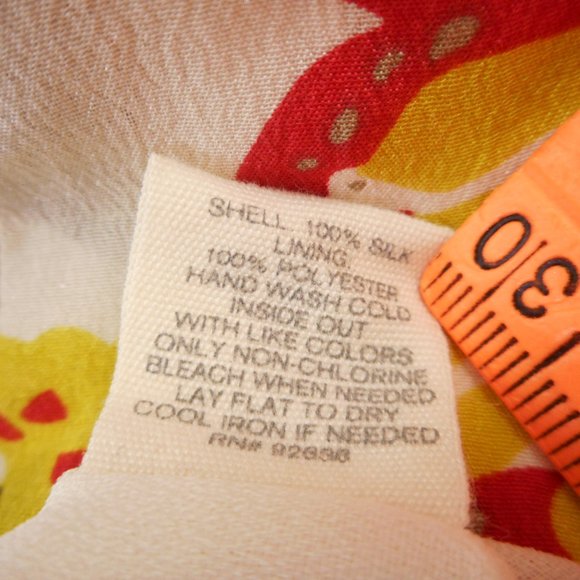 SHELL. 100% SILK
LINING
100% POLYESTER
HAND WASH COLD
INSIDE OUT
WITH LIKE COLORS
ONLY NON-CHLORINE
BLEACH WHEN NEEDED
LAY FLAT TO DRY
COOL IRON IF NEEDED
RN#
30